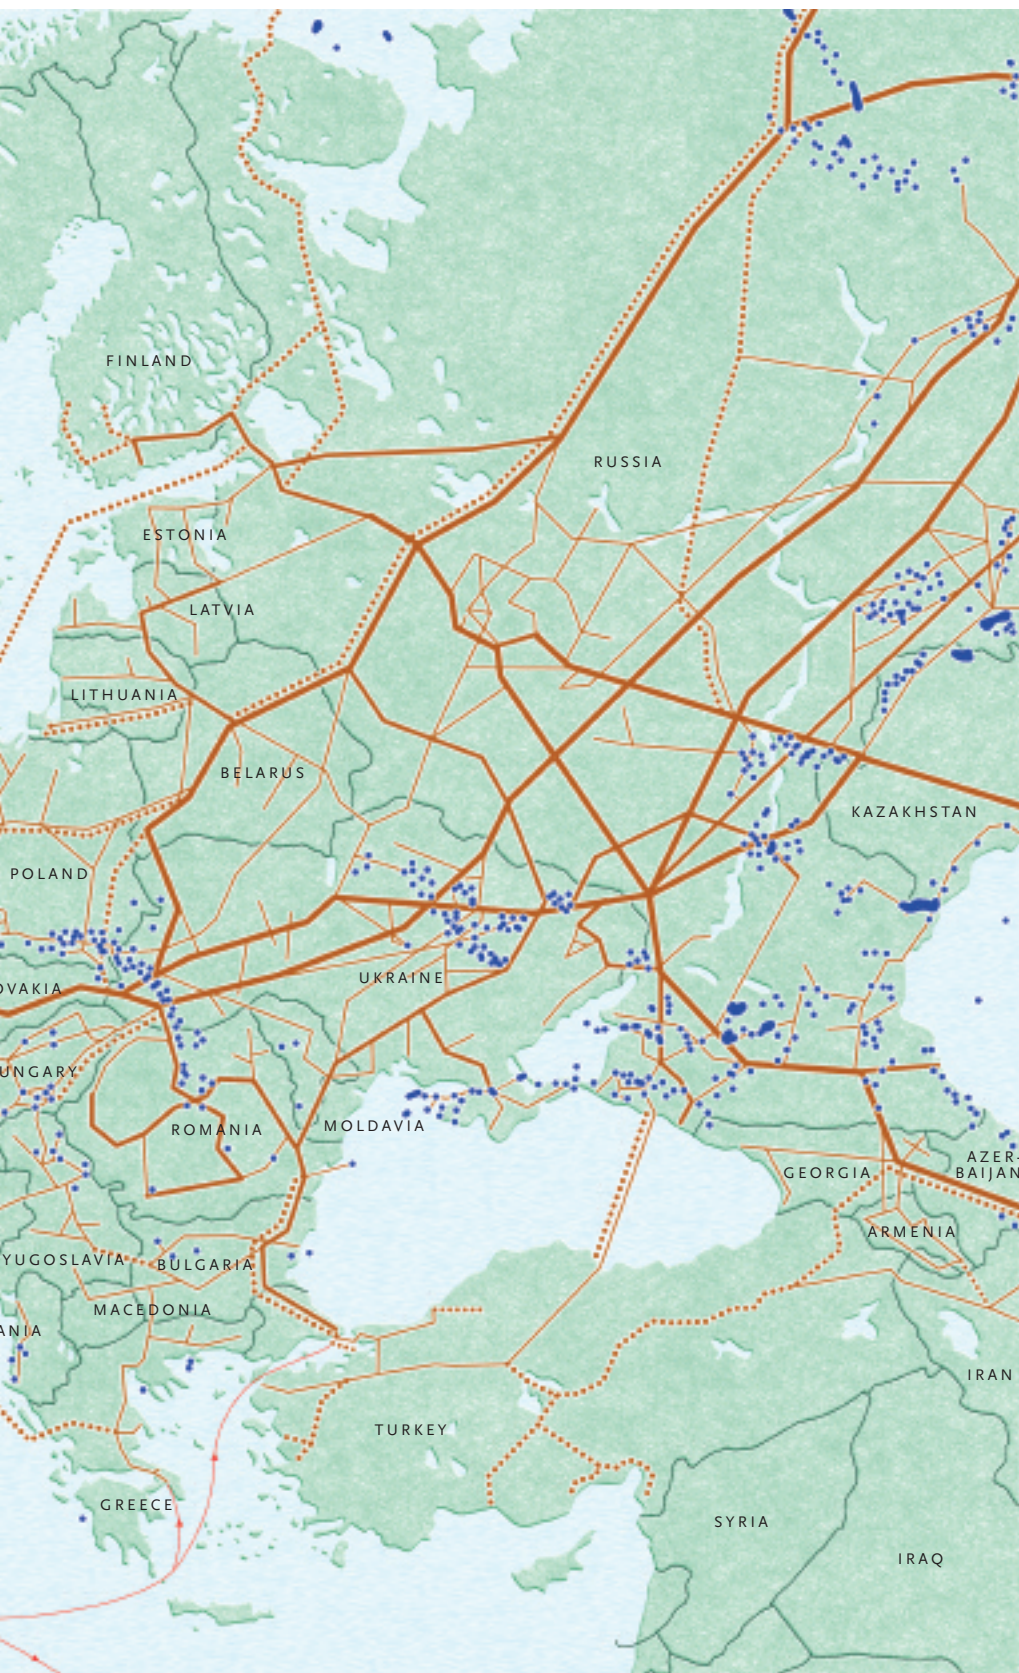 FINLAND
RUSSIA
ESTONIA
LATVIA
LITHUANIA
BELARUS
KAZAKHSTAN
POLAND
UKRAINE
OVAKIA
UNGARY
MOLDAVIA
ROMANIA
AZER-
BAIJAN
GEORGIA
ARMENIA
YUGOSLAVIA
BULGARIA
MACEDONIA
ANIA
IRAN
TURKEY
GREECE
SYRIA
IRAQ